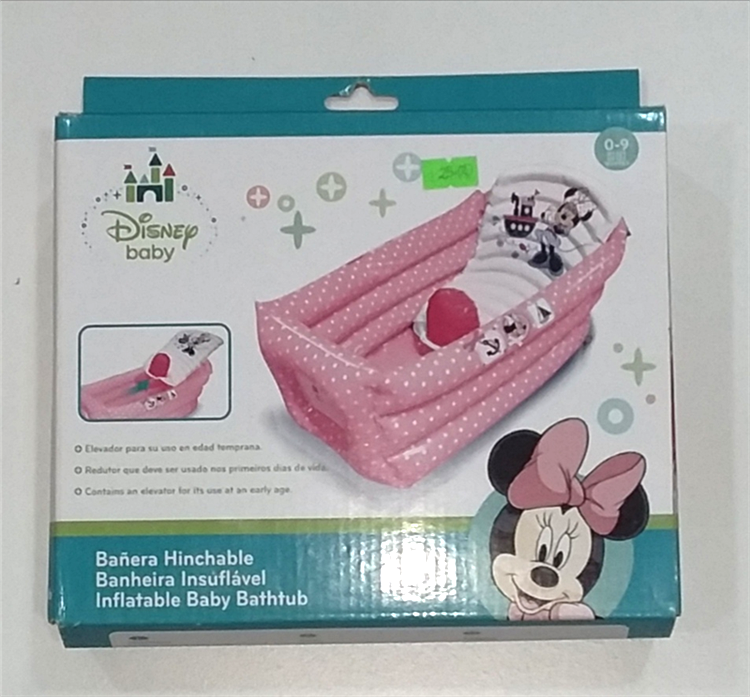 0-9
Disney
baby
Elevador para su uso en edad temprana.
Redutor que deve ser usado nos primeiros dias de vida.
Contains an elevator for its use at an early age.
Bañera Hinchable
Banheira Insuflável
Inflatable Baby Bathtub